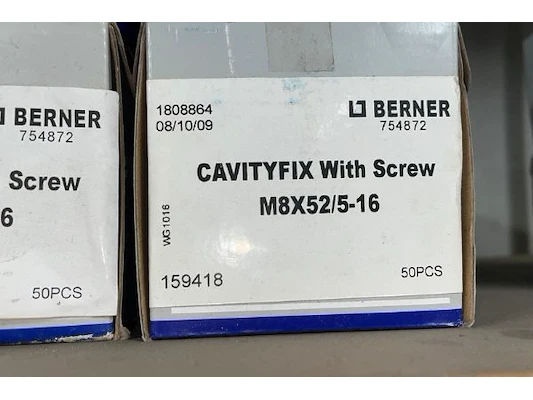 BERNER
754872
Screw
6
50PCS
1808864
08/10/09
BERNER
754872
CAVITYFIX With Screw
M8X52/5-16
WG1016
159418
50PCS